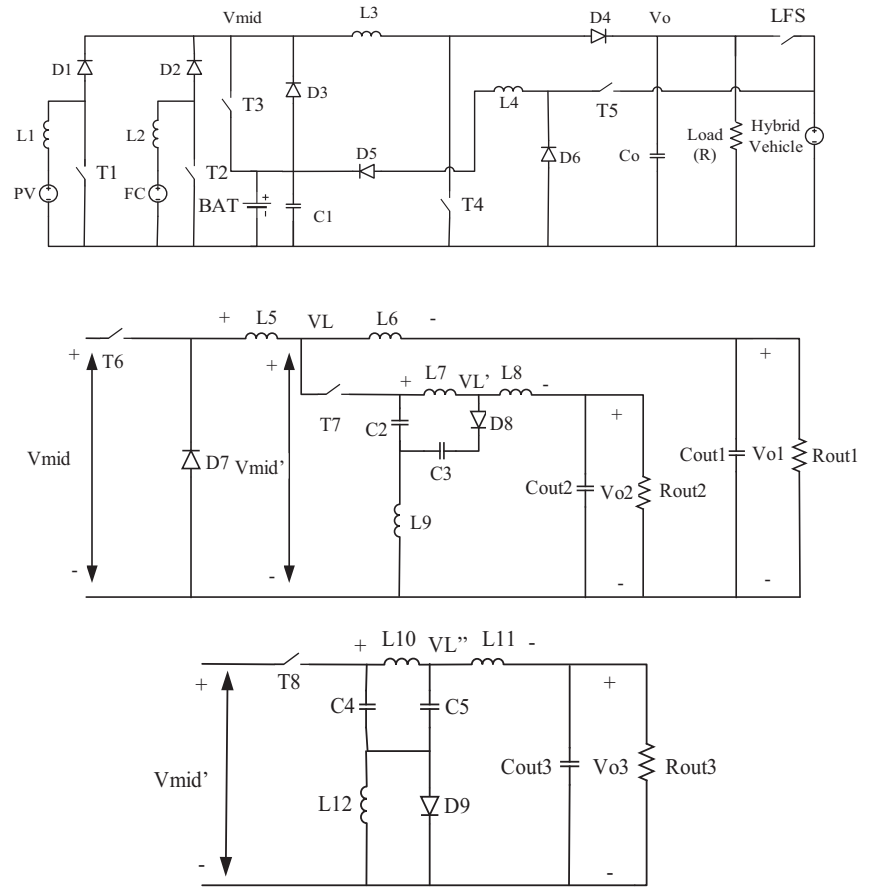 Vmid L3 D4 Vo LFS
D1 D2 T3 D3 L4 T5
L1 L2 T1 T2 D5 D6 Co Load (R) Hybrid Vehicle
PV FC BAT + - C1 T4
+ L5 VL L6 -
+ T6 + T7 + L7 VL’ L8 - +
C2 D8 +
Vmid D7 Vmid’ C3 Cout2 Vo2 Rout2 Cout1 Vo1 Rout1
L9
- - - -
+ L10 VL” L11 -
+ T8 +
C4 C5
Vmid’ Cout3 Vo3 Rout3
L12 D9
- -